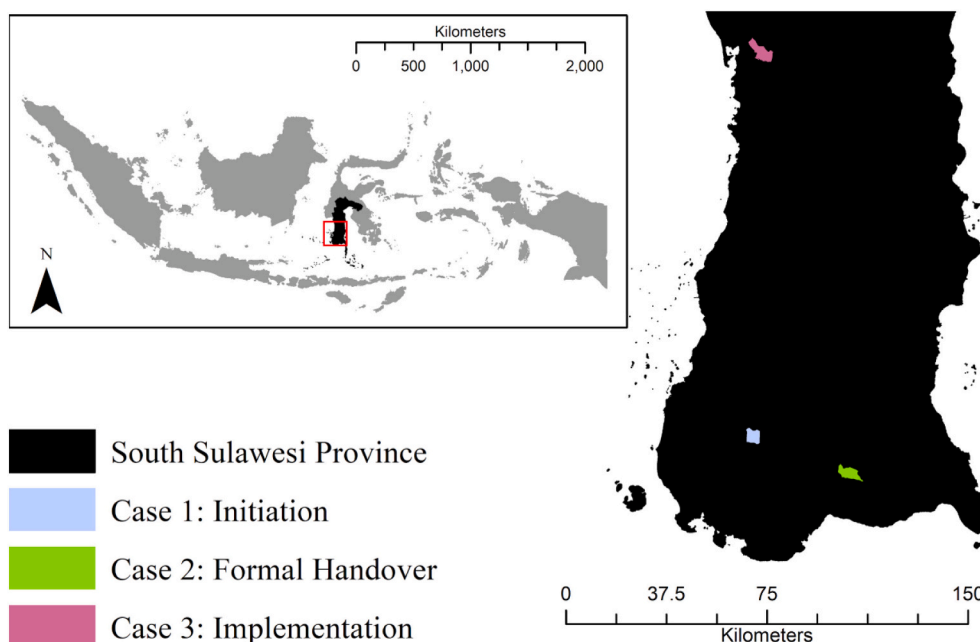 Kilometers
0 500 1,000 2,000
N
South Sulawesi Province
Case 1: Initiation
Case 2: Formal Handover
Case 3: Implementation
0 37.5 75 150
Kilometers